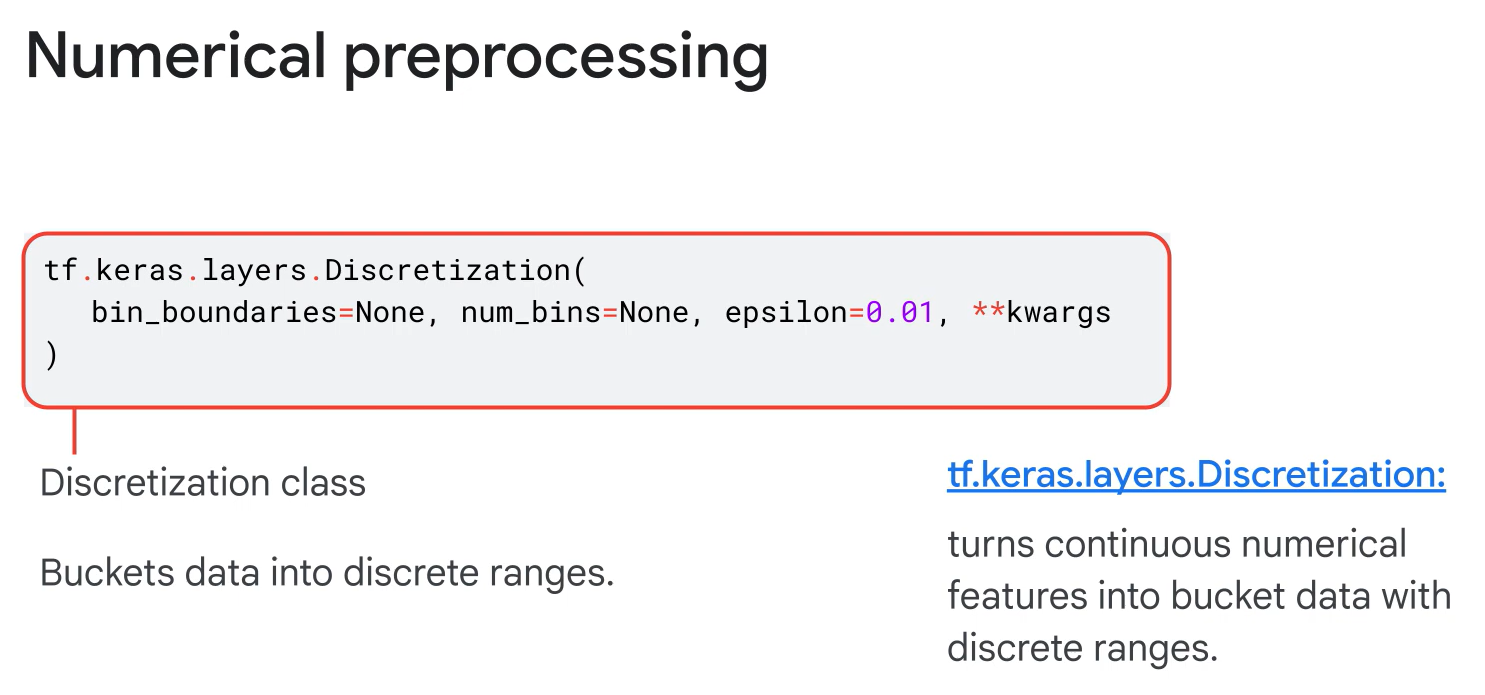 Numerical preprocessing
tf.keras.layers.Discretization(
bin_boundaries=None, num_bins=None, epsilon=0.01, **kwargs
)
Discretization class
Buckets data into discrete ranges.
tf.keras.layers.Discretization:
turns continuous numerical
features into bucket data with
discrete ranges.